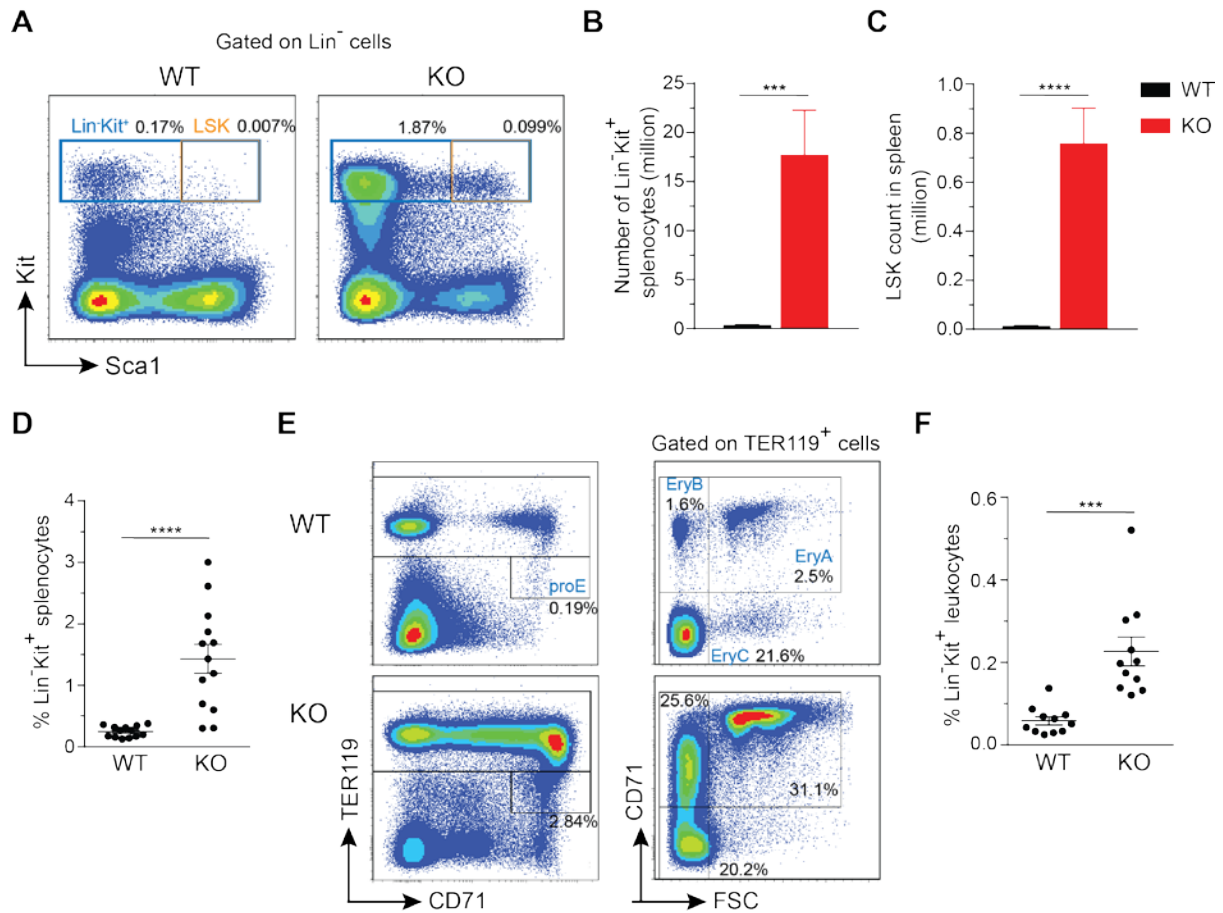 A
Gated on Lin⁻ cells
WT
KO
Lin⁻Kit⁺ 0.17% LSK 0.007%
1.87% 0.099%
Kit
Sca1
B
Number of Lin⁻Kit⁺
splenocytes (million)
25
20
15
10
5
0
***
C
LSK count in spleen
(million)
1.0
0.8
0.6
0.4
0.2
0.0
****
WT
KO
D
% Lin⁻Kit⁺ splenocytes
4
3
2
1
0
****
WT KO
E
Gated on TER119⁺ cells
WT
proE
0.19%
EryB
1.6%
EryA
2.5%
EryC 21.6%
KO
2.84%
25.6%
31.1%
20.2%
TER119
CD71
CD71
FSC
F
% Lin⁻Kit⁺ leukocytes
0.6
0.4
0.2
0.0
***
WT KO